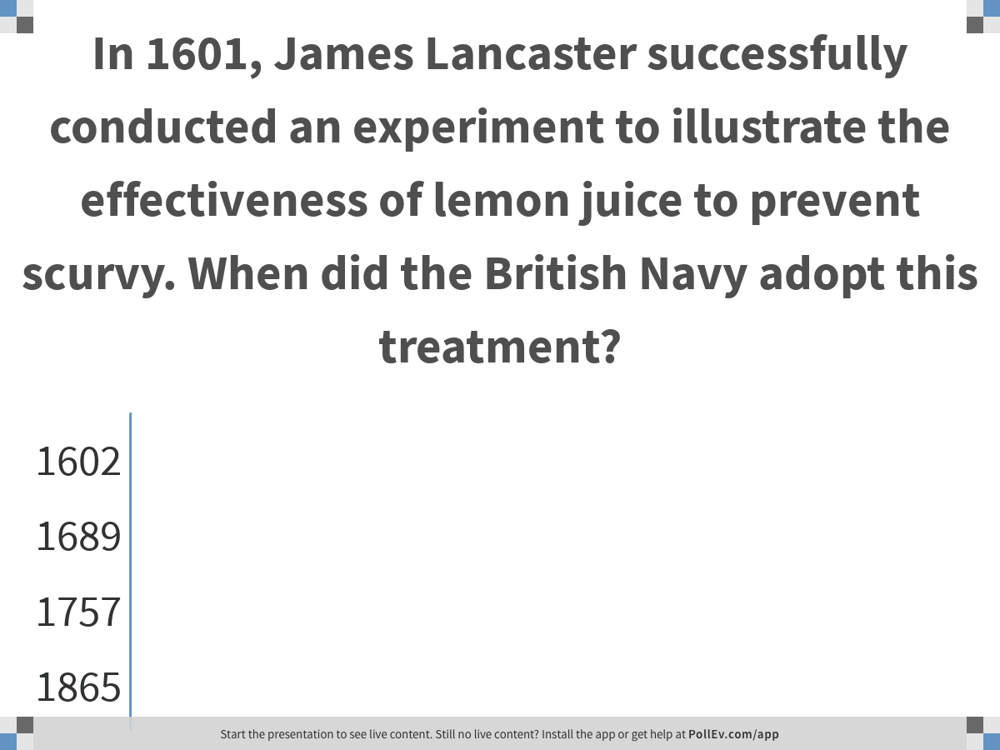 In 1601, James Lancaster successfully
conducted an experiment to illustrate the
effectiveness of lemon juice to prevent
scurvy. When did the British Navy adopt this
treatment?
1602
1689
1757
1865
Start the presentation to see live content. Still no live content? Install the app or get help at PollEv.com/app